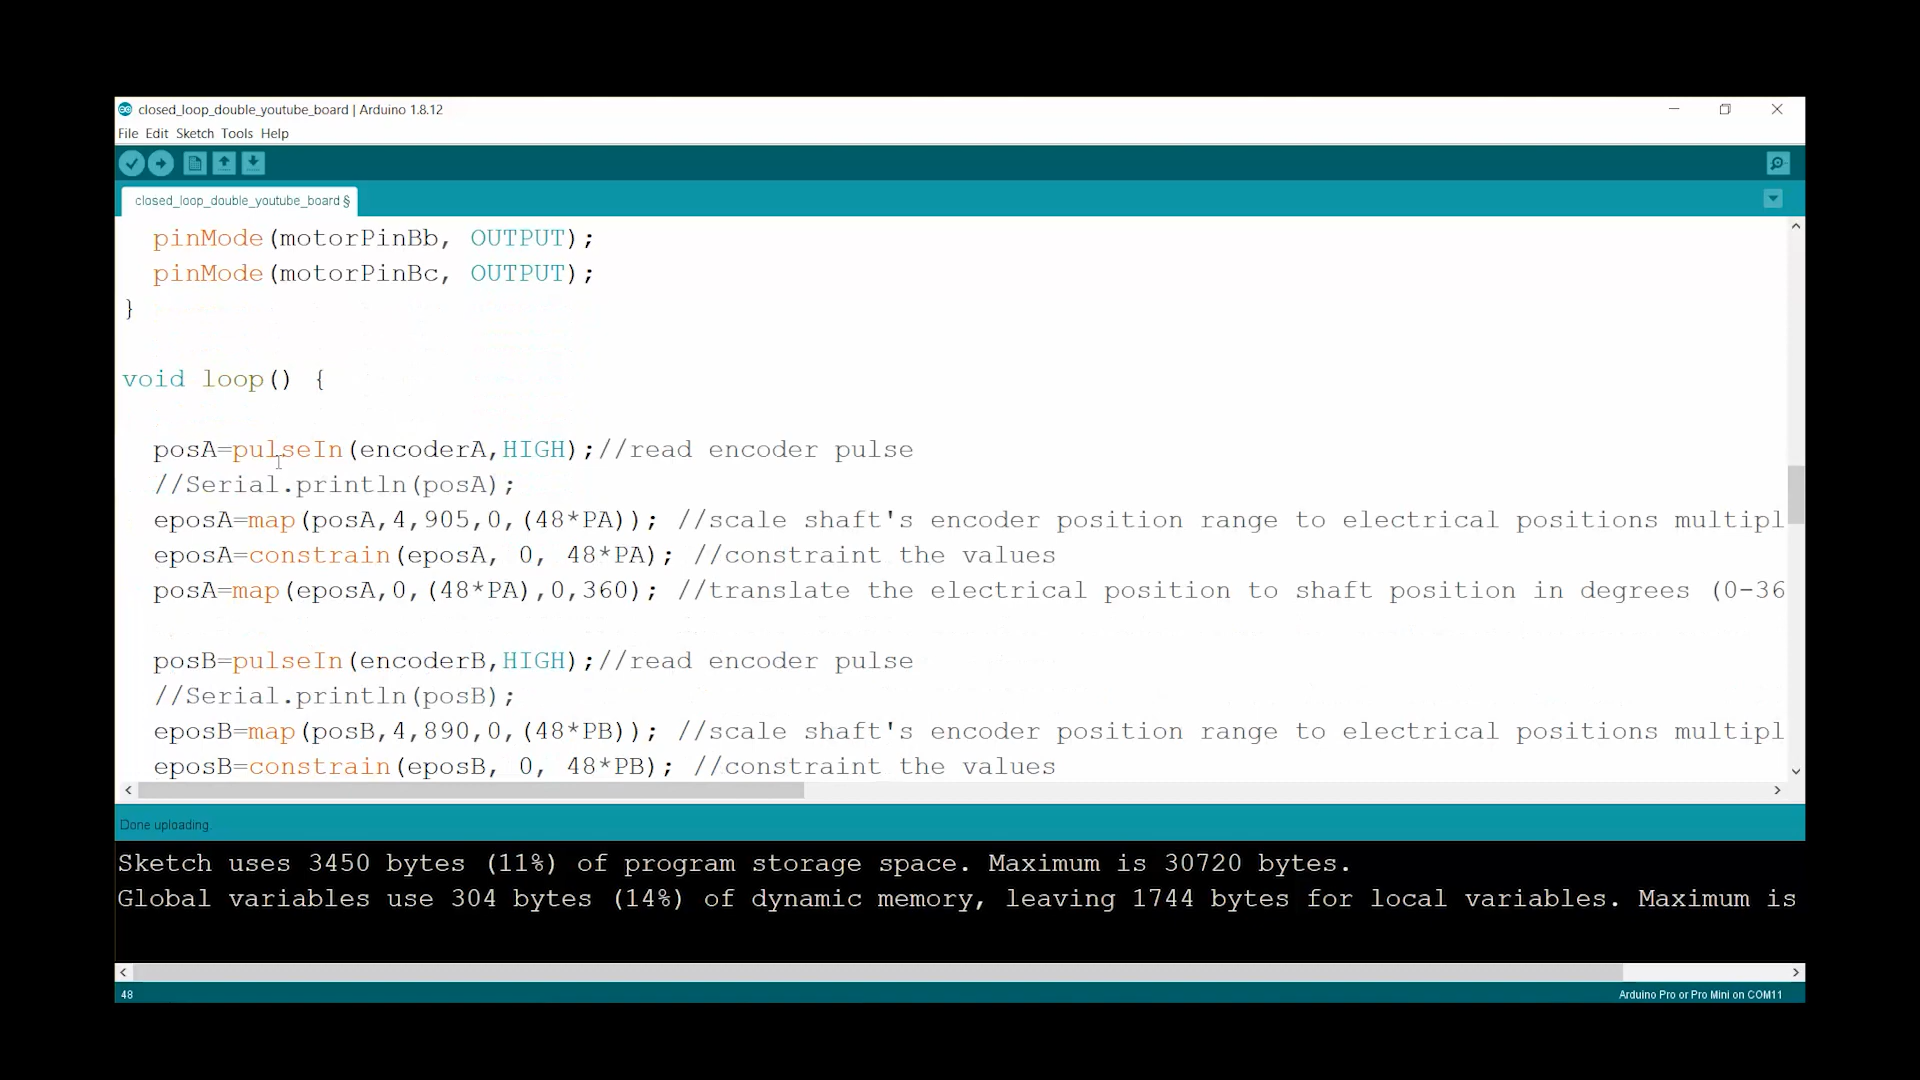 closed_loop_double_youtube_board | Arduino 1.8.12
File Edit Sketch Tools Help
closed_loop_double_youtube_board §
pinMode(motorPinBb, OUTPUT);
pinMode(motorPinBc, OUTPUT);
}
void loop() {
posA=pulseIn(encoderA,HIGH);//read encoder pulse
//Serial.println(posA);
eposA=map(posA,4,905,0,(48*PA)); //scale shaft's encoder position range to electrical positions multipl
eposA=constrain(eposA, 0, 48*PA); //constraint the values
posA=map(eposA,0,(48*PA),0,360); //translate the electrical position to shaft position in degrees (0-36
posB=pulseIn(encoderB,HIGH);//read encoder pulse
//Serial.println(posB);
eposB=map(posB,4,890,0,(48*PB)); //scale shaft's encoder position range to electrical positions multipl
eposB=constrain(eposB, 0, 48*PB); //constraint the values
Done uploading.
Sketch uses 3450 bytes (11%) of program storage space. Maximum is 30720 bytes.
Global variables use 304 bytes (14%) of dynamic memory, leaving 1744 bytes for local variables. Maximum is
48
Arduino Pro or Pro Mini on COM11